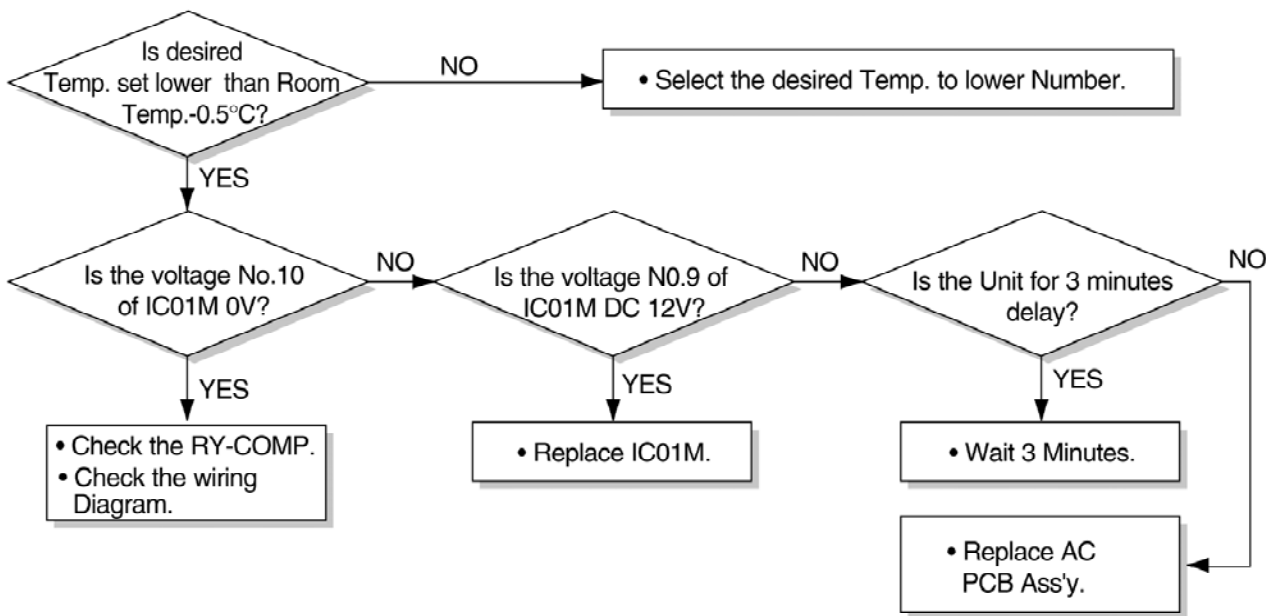 Is desired
Temp. set lower than Room
Temp.-0.5°C?
NO
• Select the desired Temp. to lower Number.
YES
Is the voltage No.10
of IC01M 0V?
NO
Is the voltage N0.9 of
IC01M DC 12V?
NO
Is the Unit for 3 minutes
delay?
NO
YES
• Check the RY-COMP.
• Check the wiring
Diagram.
YES
• Replace IC01M.
YES
• Wait 3 Minutes.
• Replace AC
PCB Ass'y.